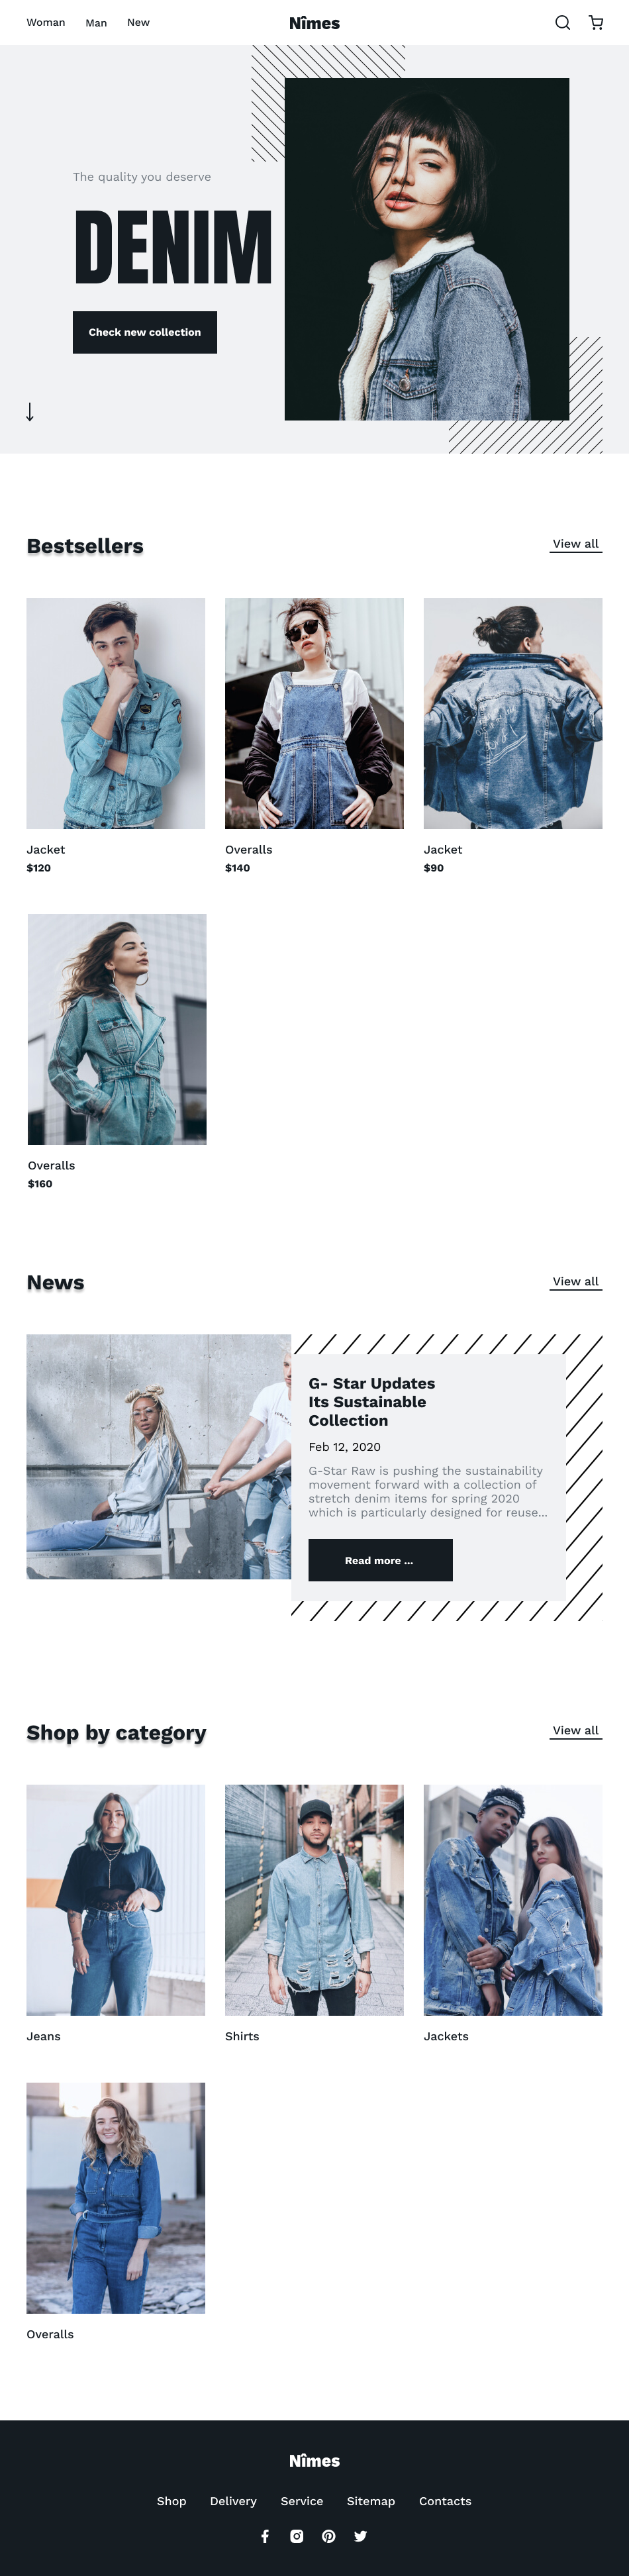 Woman Man New Nîmes
The quality you deserve
DENIM
Check new collection
Bestsellers View all
Jacket Overalls Jacket
$120 $140 $90
Overalls
$160
News View all
G- Star Updates
Its Sustainable
Collection
Feb 12, 2020
G-Star Raw is pushing the sustainability
movement forward with a collection of
stretch denim items for spring 2020
which is particularly designed for reuse...
Read more ...
Shop by category View all
Jeans Shirts Jackets
Overalls
Nîmes
Shop Delivery Service Sitemap Contacts